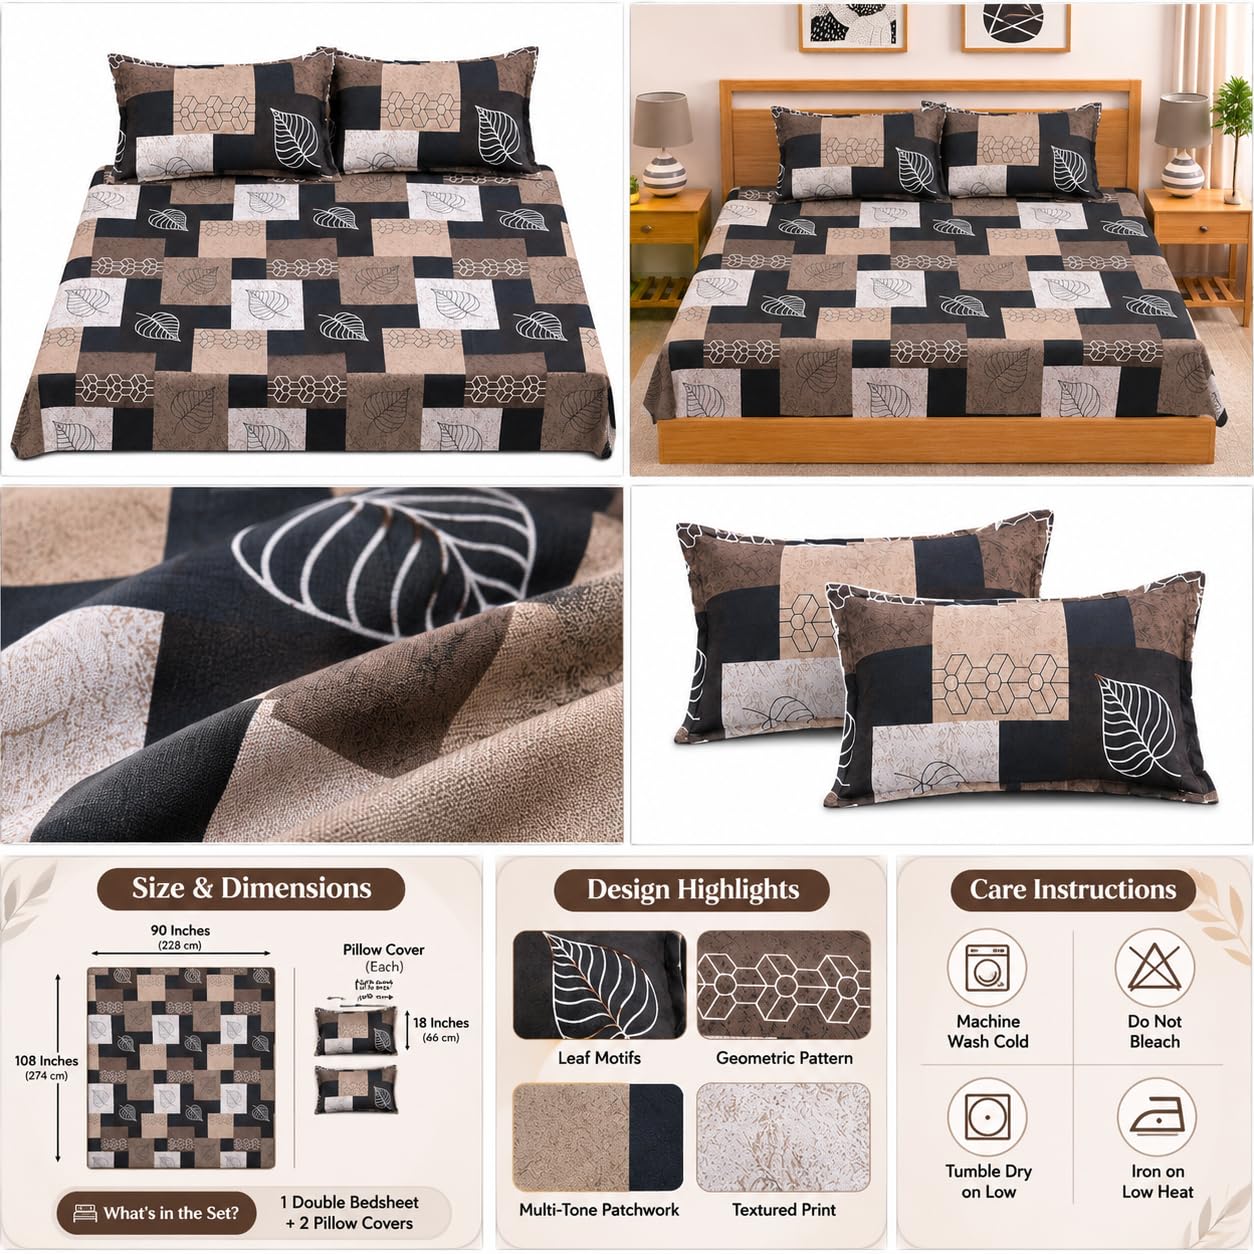 Size & Dimensions
90 Inches
(228 cm)
108 Inches
(274 cm)
Pillow Cover
(Each)
18 Inches
(66 cm)
What's in the Set?
1 Double Bedsheet
+ 2 Pillow Covers
Design Highlights
Leaf Motifs
Geometric Pattern
Multi-Tone Patchwork
Textured Print
Care Instructions
Machine
Wash Cold
Do Not
Bleach
Tumble Dry
on Low
Iron on
Low Heat